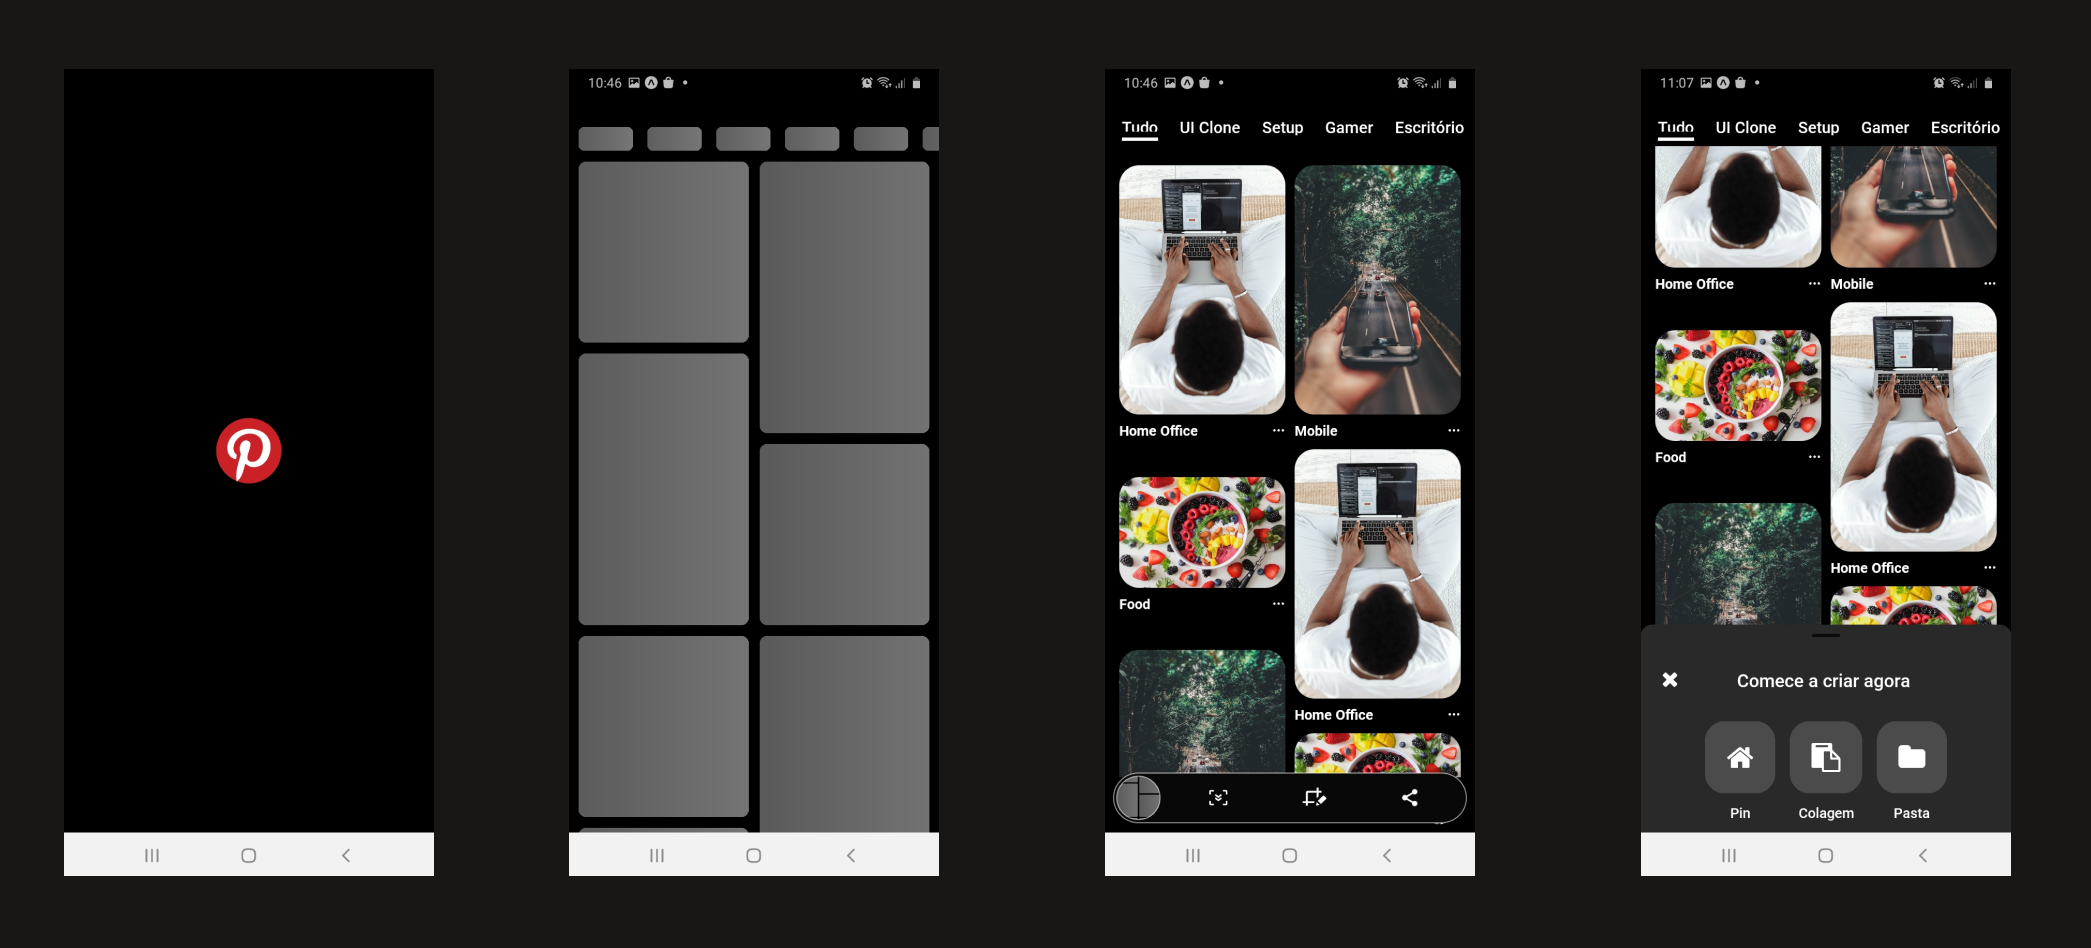 10:46
10:46
Tudo UI Clone Setup Gamer Escritório
Home Office ... Mobile ...
Food ...
Home Office ...
11:07
Tudo UI Clone Setup Gamer Escritório
Home Office ... Mobile ...
Food ...
Home Office ...
Comece a criar agora
Pin Colagem Pasta